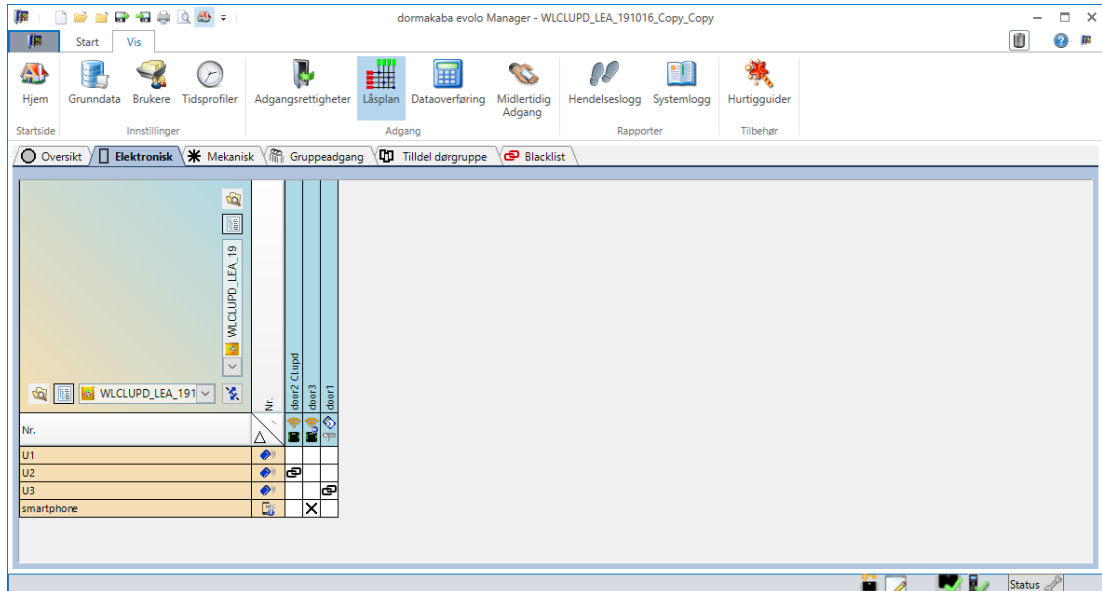 dormakaba evolo Manager - WLCLUPD_LEA_191016_Copy_Copy
Start Vis
Hjem Grunndata Brukere Tidsprofiler Adgangsrettigheter Låsplan Dataoverføring Midlertidig Adgang Hendelseslogg Systemlogg Hurtigguider
Startside Innstillinger Adgang Rapporter Tilbehør
Oversikt Elektronisk Mekanisk Gruppeadgang Tilldel dørgruppe Blacklist
WLCLUPD_LEA_19
WLCLUPD_LEA_191
Nr.
door2 CLupd
door3
door1
Nr.
U1
U2
U3
smartphone
Status